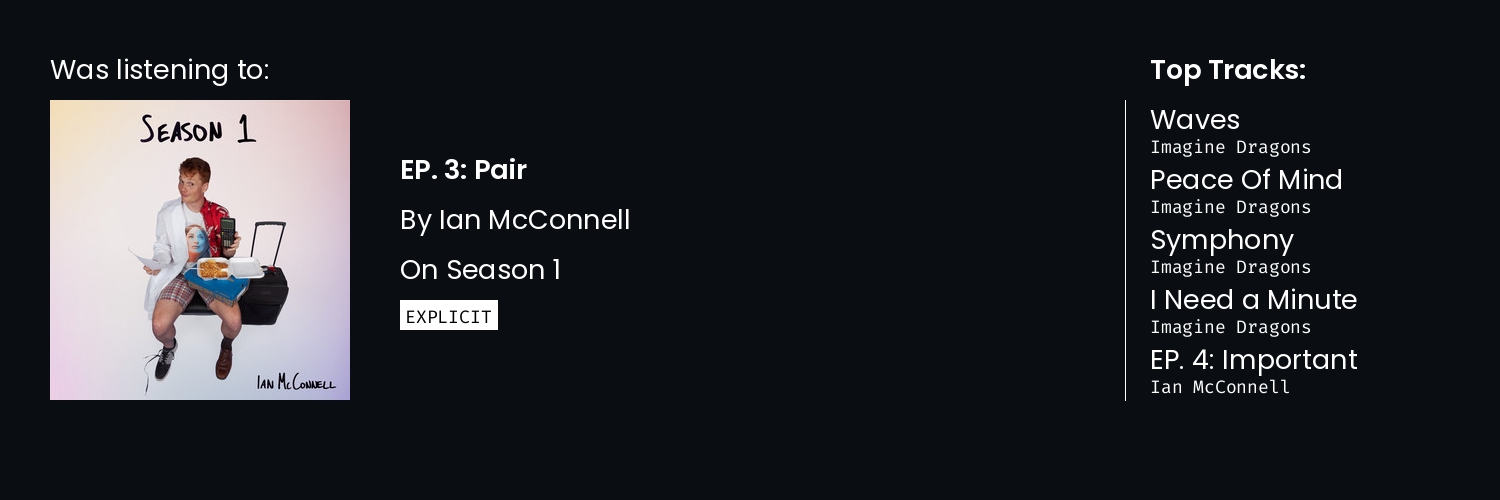 Was listening to:
SEASON 1
IAN MCCONNELL
EP. 3: Pair
By Ian McConnell
On Season 1
EXPLICIT
Top Tracks:
Waves
Imagine Dragons
Peace Of Mind
Imagine Dragons
Symphony
Imagine Dragons
I Need a Minute
Imagine Dragons
EP. 4: Important
Ian McConnell